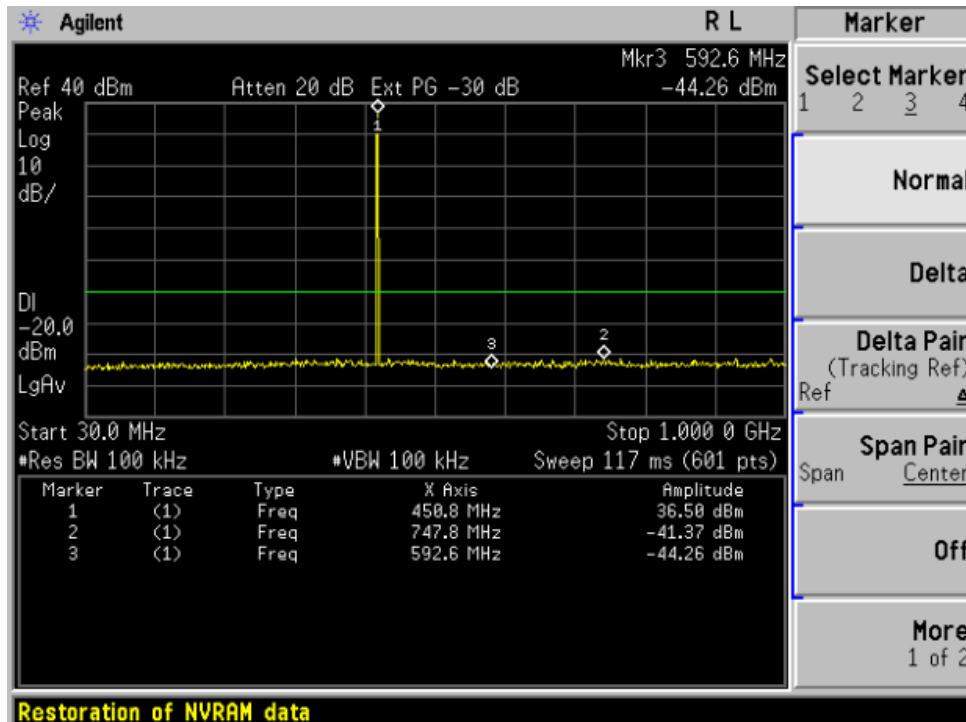 Agilent R L Marker
Mkr3 592.6 MHz
Ref 40 dBm Atten 20 dB Ext PG -30 dB -44.26 dBm
Peak
Log
10
dB/
1
DI
-20.0
dBm
LgAv
3
2
Start 30.0 MHz Stop 1.000 0 GHz
#Res BW 100 kHz #VBW 100 kHz Sweep 117 ms (601 pts)
Marker Trace Type X Axis Amplitude
1 (1) Freq 450.8 MHz 36.50 dBm
2 (1) Freq 747.8 MHz -41.37 dBm
3 (1) Freq 592.6 MHz -44.26 dBm
Select Marker
1 2 3 4
Normal
Delta
Delta Pair
(Tracking Ref)
Ref Δ
Span Pair
Span Center
Off
More
1 of 2
Restoration of NVRAM data